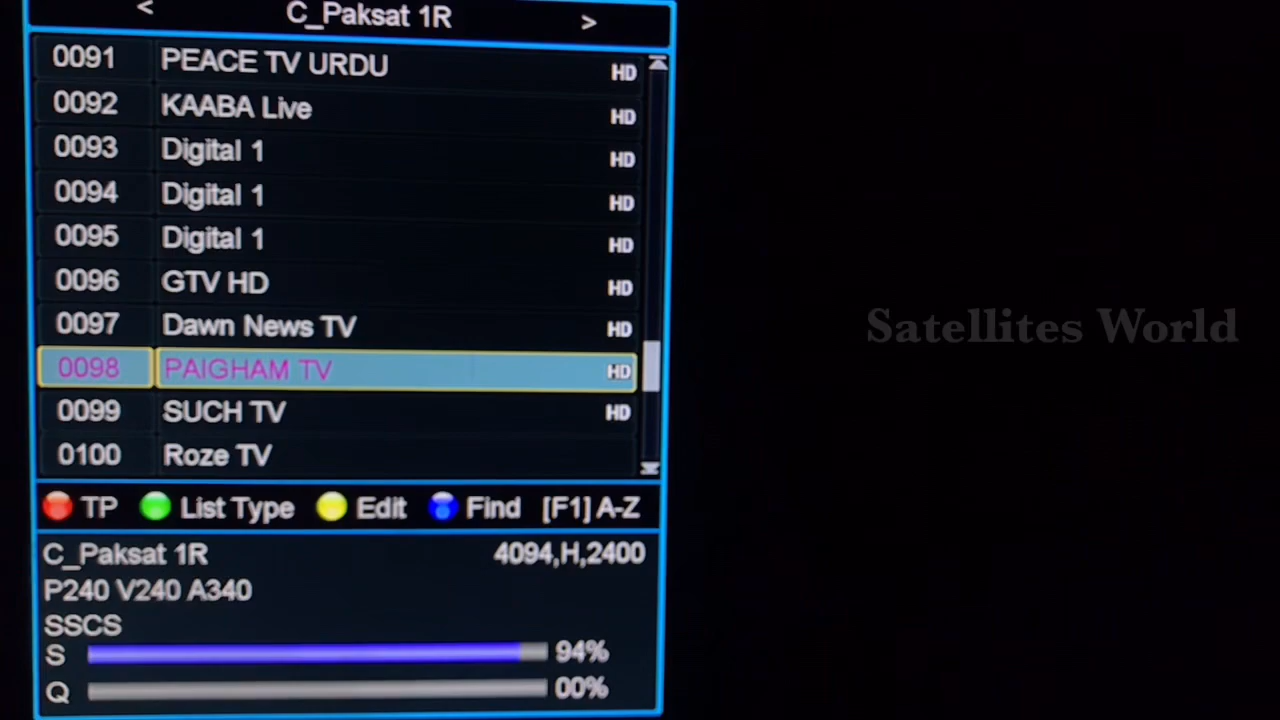 < C_Paksat 1R >
0091 PEACE TV URDU HD
0092 KAABA Live HD
0093 Digital 1 HD
0094 Digital 1 HD
0095 Digital 1 HD
0096 GTV HD HD
0097 Dawn News TV HD
0098 PAIGHAM TV HD
0099 SUCH TV HD
0100 Roze TV
TP List Type Edit Find [F1] A-Z
C_Paksat 1R 4094,H,2400
P240 V240 A340
SSCS
S 94%
Q 00%
Satellites World